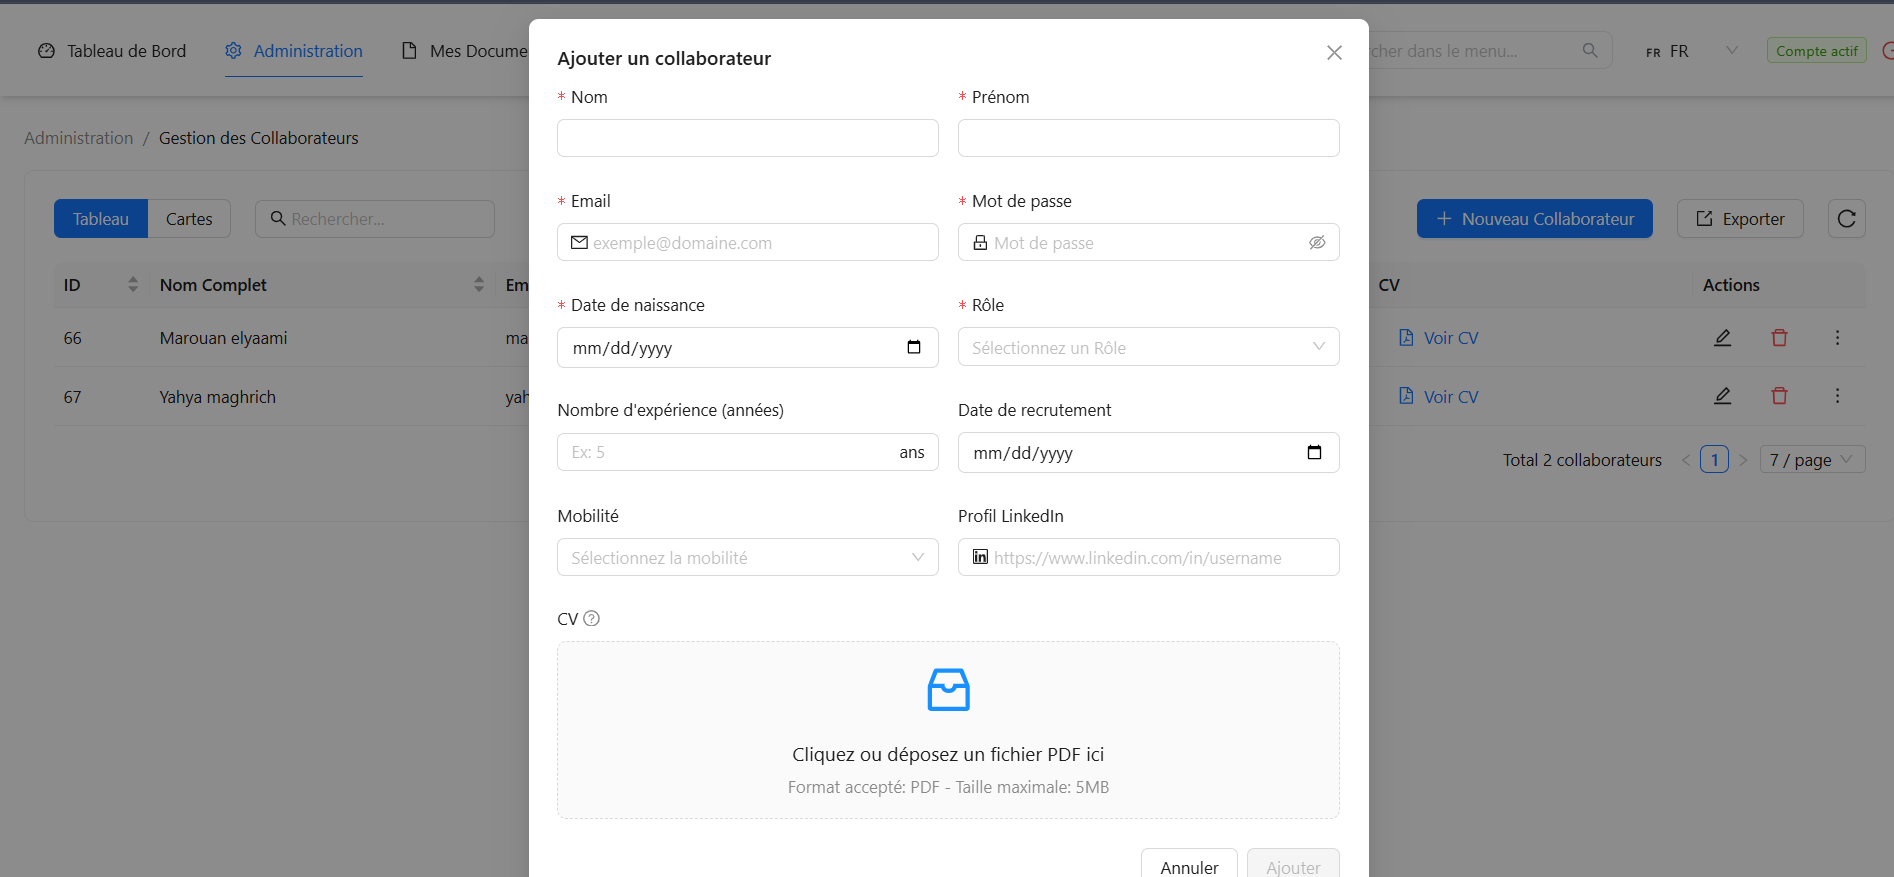 Tableau de Bord
Administration
Mes Docume
cher dans le menu...
FR FR
Compte actif
Administration / Gestion des Collaborateurs
Tableau
Cartes
Rechercher...
+ Nouveau Collaborateur
Exporter
ID
Nom Complet
Em
CV
Actions
66
Marouan elyaami
ma
Voir CV
67
Yahya maghrich
yah
Voir CV
Total 2 collaborateurs < 1 > 7 / page
Ajouter un collaborateur
* Nom
* Prénom
* Email
* Mot de passe
exemple@domaine.com
Mot de passe
* Date de naissance
* Rôle
mm/dd/yyyy
Sélectionnez un Rôle
Nombre d'expérience (années)
Date de recrutement
Ex: 5 ans
mm/dd/yyyy
Mobilité
Profil LinkedIn
Sélectionnez la mobilité
in https://www.linkedin.com/in/username
CV ?
Cliquez ou déposez un fichier PDF ici
Format accepté: PDF - Taille maximale: 5MB
Annuler
Ajouter